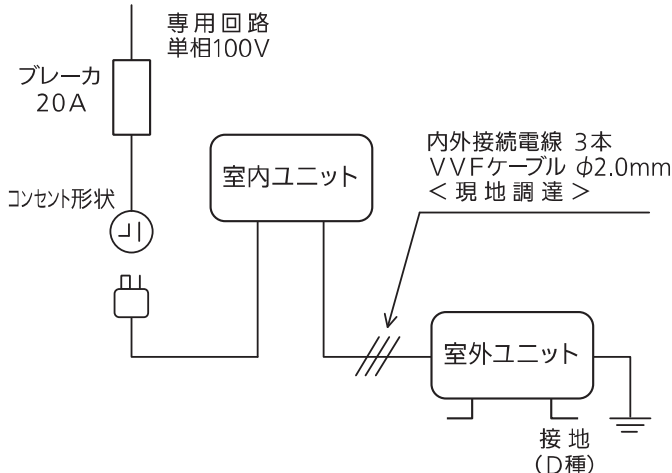 専用回路
単相100V
ブレーカ
20A
コンセント形状
室内ユニット
内外接続電線 3本
VVFケーブル φ2.0mm
<現地調達>
室外ユニット
接地
(D種)